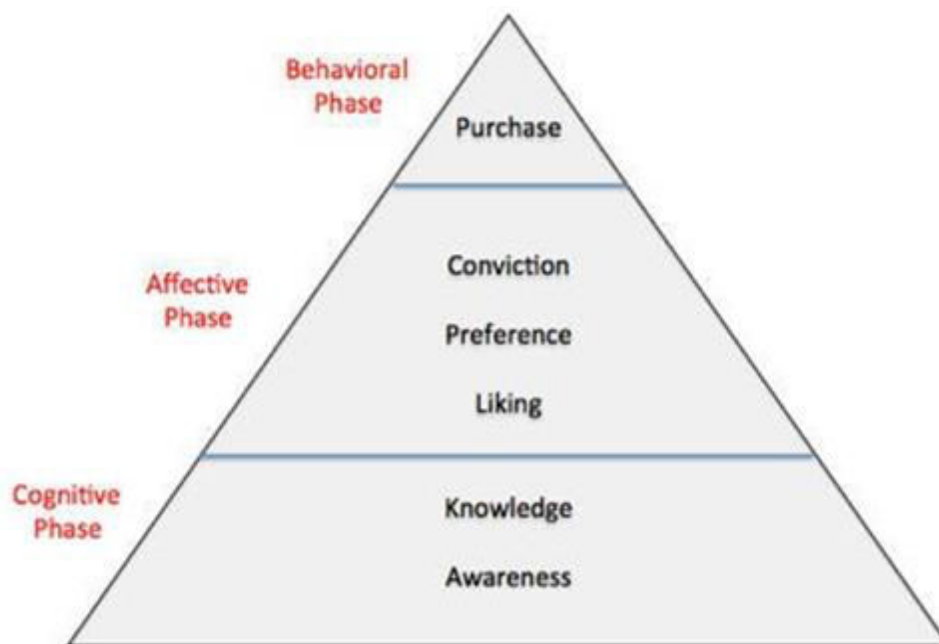 Behavioral
Phase
Purchase
Affective
Phase
Conviction
Preference
Liking
Cognitive
Phase
Knowledge
Awareness